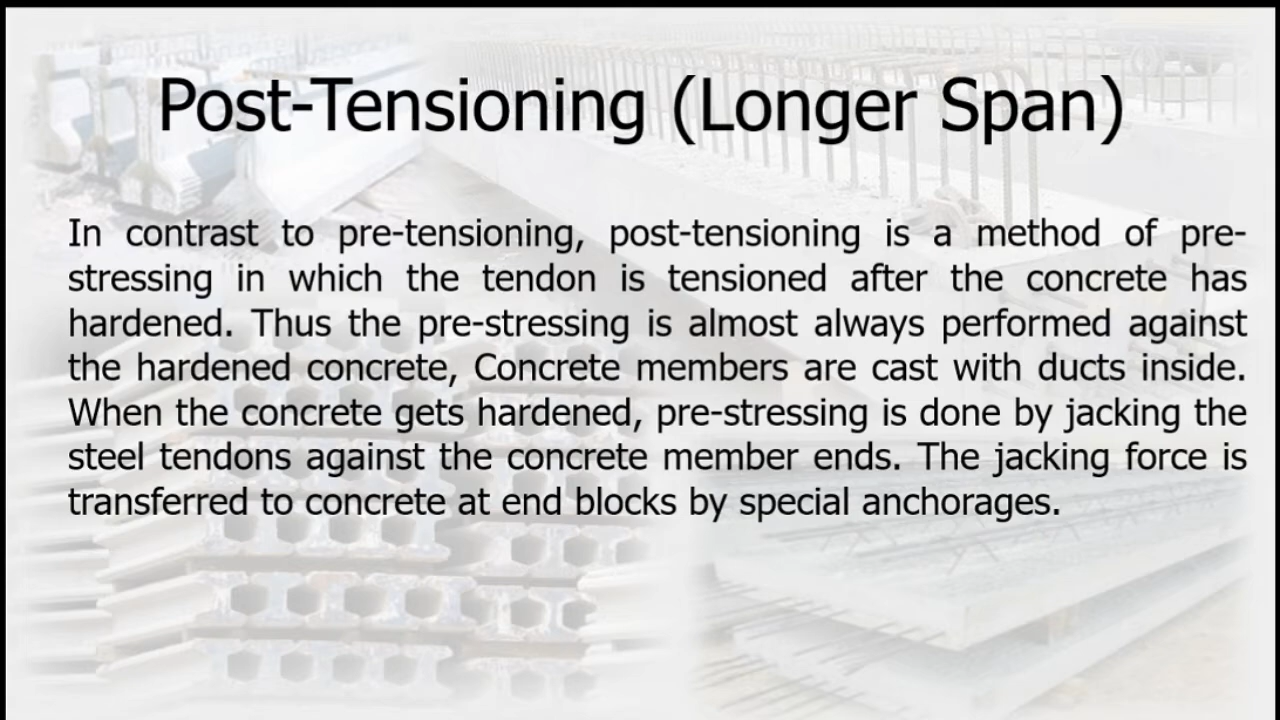 Post-Tensioning (Longer Span)
In contrast to pre-tensioning, post-tensioning is a method of pre-
stressing in which the tendon is tensioned after the concrete has
hardened. Thus the pre-stressing is almost always performed against
the hardened concrete, Concrete members are cast with ducts inside.
When the concrete gets hardened, pre-stressing is done by jacking the
steel tendons against the concrete member ends. The jacking force is
transferred to concrete at end blocks by special anchorages.